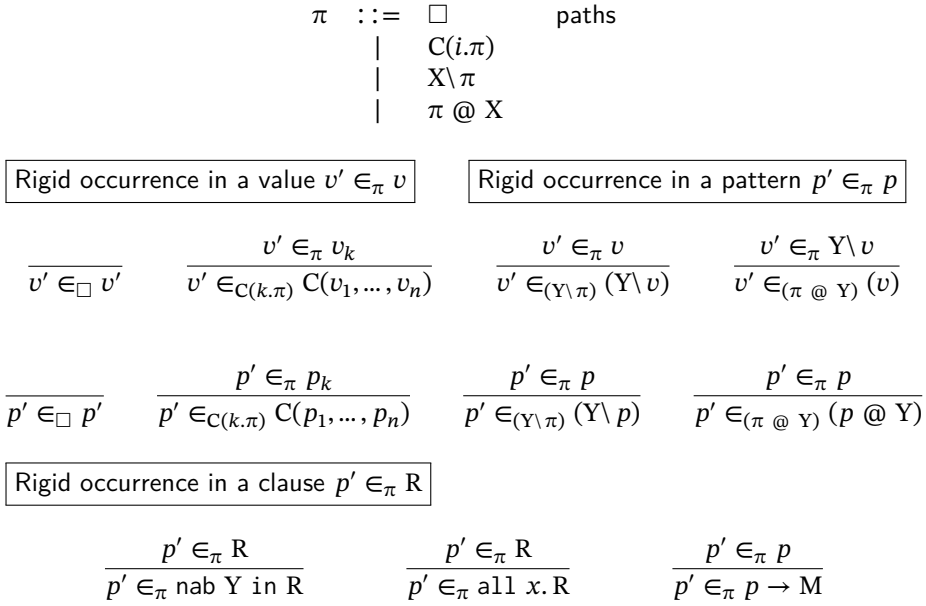 π ::= □ paths
| C(i.π)
| X\ π
| π @ X
Rigid occurrence in a value v′ ∈π v Rigid occurrence in a pattern p′ ∈π p
v′ ∈π vk v′ ∈π v v′ ∈π Y\ v
v′ ∈□ v′ v′ ∈C(k.π) C(v1, ... , vn) v′ ∈(Y\ π) (Y\ v) v′ ∈(π @ Y) (v)
p′ ∈π pk p′ ∈π p p′ ∈π p
p′ ∈□ p′ p′ ∈C(k.π) C(p1, ... , pn) p′ ∈(Y\ π) (Y\ p) p′ ∈(π @ Y) (p @ Y)
Rigid occurrence in a clause p′ ∈π R
p′ ∈π R p′ ∈π R p′ ∈π p
p′ ∈π nab Y in R p′ ∈π all x. R p′ ∈π p → M